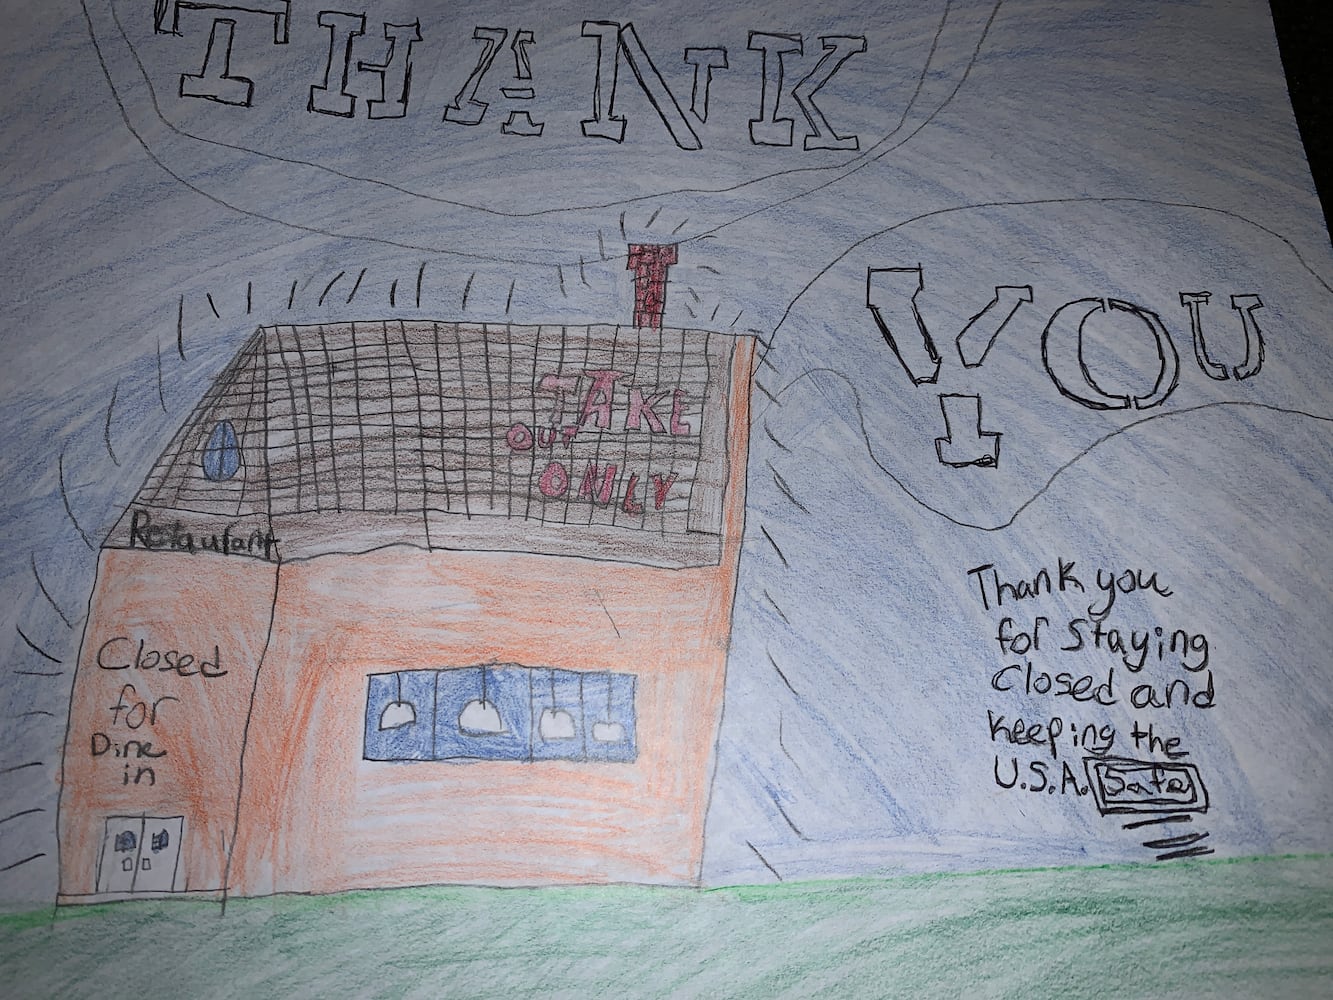 THANK
YOU
TAKE
OUT
ONLY
Restaurant
Closed
for
Dine
in
Thank you
for Staying
Closed and
keeping the
U.S.A. Safe